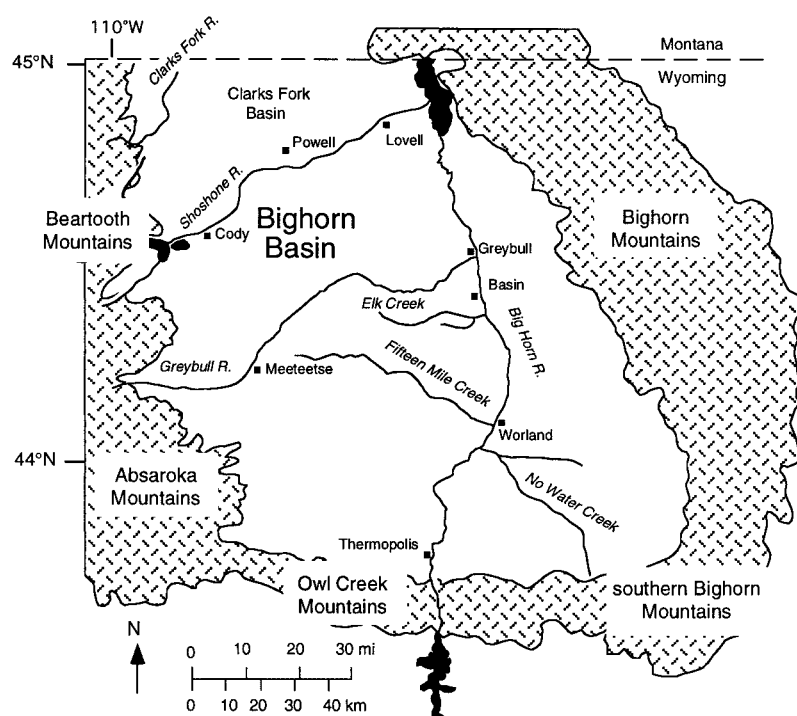 110°W
Clarks Fork R.
Montana
45°N
Wyoming
Clarks Fork
Basin
Powell
Lovell
Shoshone R.
Beartooth
Mountains
Cody
Bighorn
Basin
Bighorn
Mountains
Greybull
Basin
Elk Creek
Big Horn R.
Greybull R.
Meeteetse
Fifteen Mile Creek
Worland
44°N
Absaroka
Mountains
No Water Creek
Thermopolis
Owl Creek
Mountains
southern Bighorn
Mountains
N
0 10 20 30 mi
0 10 20 30 40 km